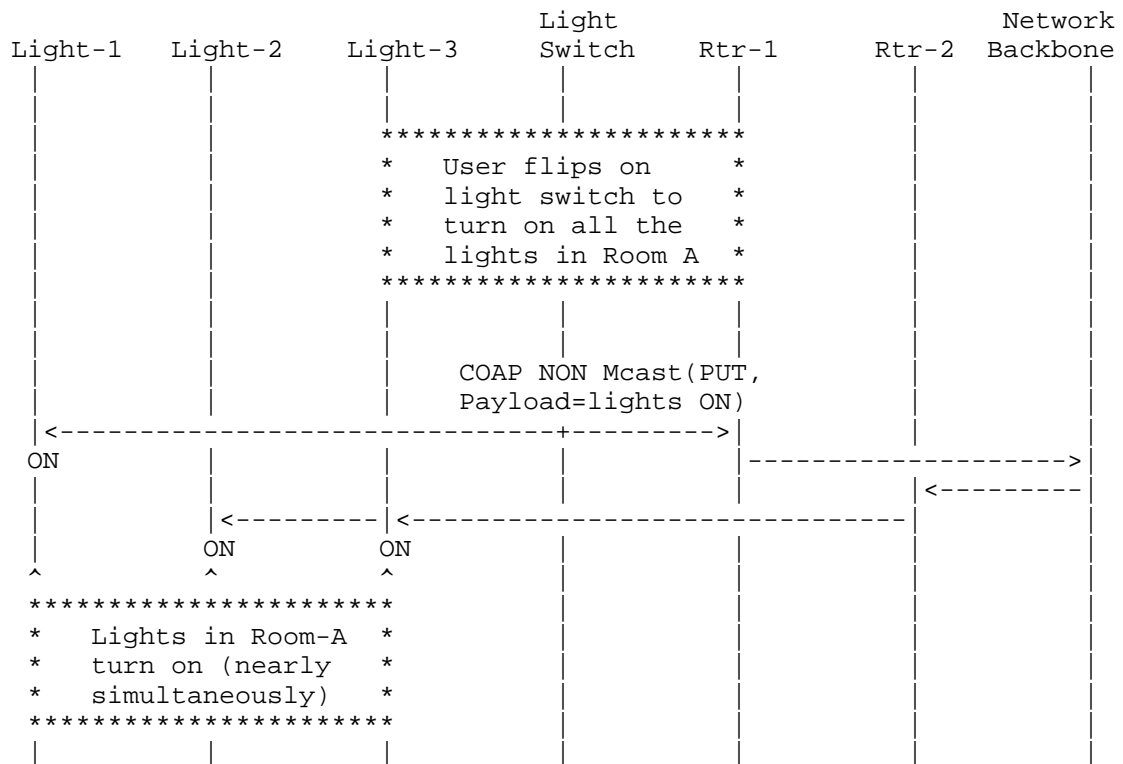 Light Network
Light-1 Light-2 Light-3 Switch Rtr-1 Rtr-2 Backbone
***********************
* User flips on *
* light switch to *
* turn on all the *
* lights in Room A *
***********************
COAP NON Mcast(PUT,
Payload=lights ON)
<--------------------------------+--------->
ON -------------------->
<---------
<--------- <-------------------------------
ON ON
^ ^ ^
***********************
* Lights in Room-A *
* turn on (nearly *
* simultaneously) *
***********************